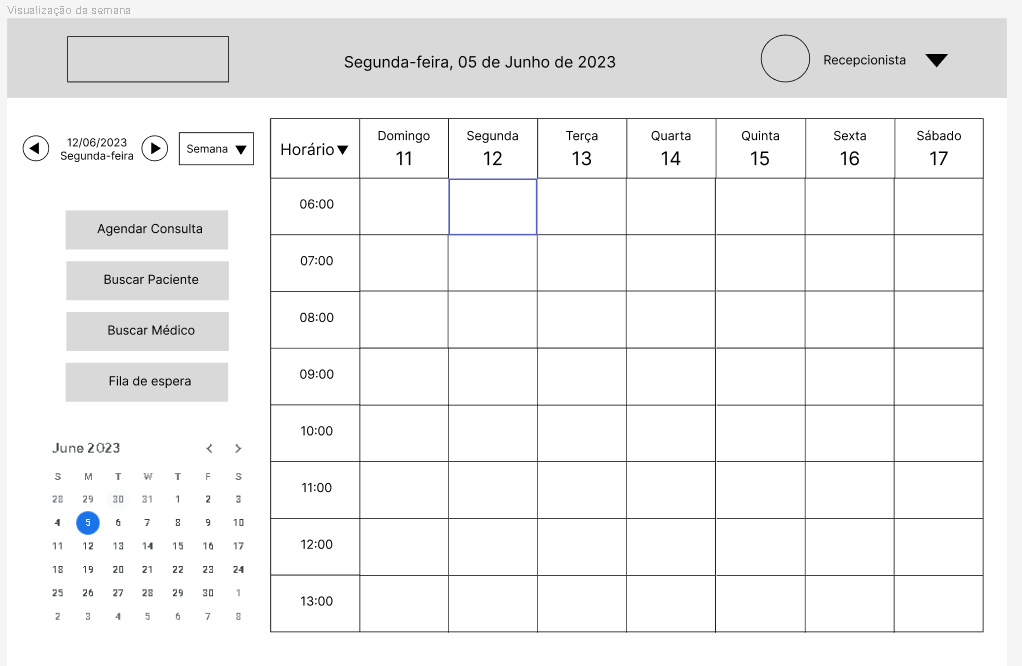 Visualização da semana
Segunda-feira, 05 de Junho de 2023
Recepcionista
12/06/2023
Segunda-feira
Semana
Agendar Consulta
Buscar Paciente
Buscar Médico
Fila de espera
June 2023
S M T W T F S
28 29 30 31 1 2 3
4 5 6 7 8 9 10
11 12 13 14 15 16 17
18 19 20 21 22 23 24
25 26 27 28 29 30 1
2 3 4 5 6 7 8
Horário
Domingo Segunda Terça Quarta Quinta Sexta Sábado
11 12 13 14 15 16 17
06:00
07:00
08:00
09:00
10:00
11:00
12:00
13:00